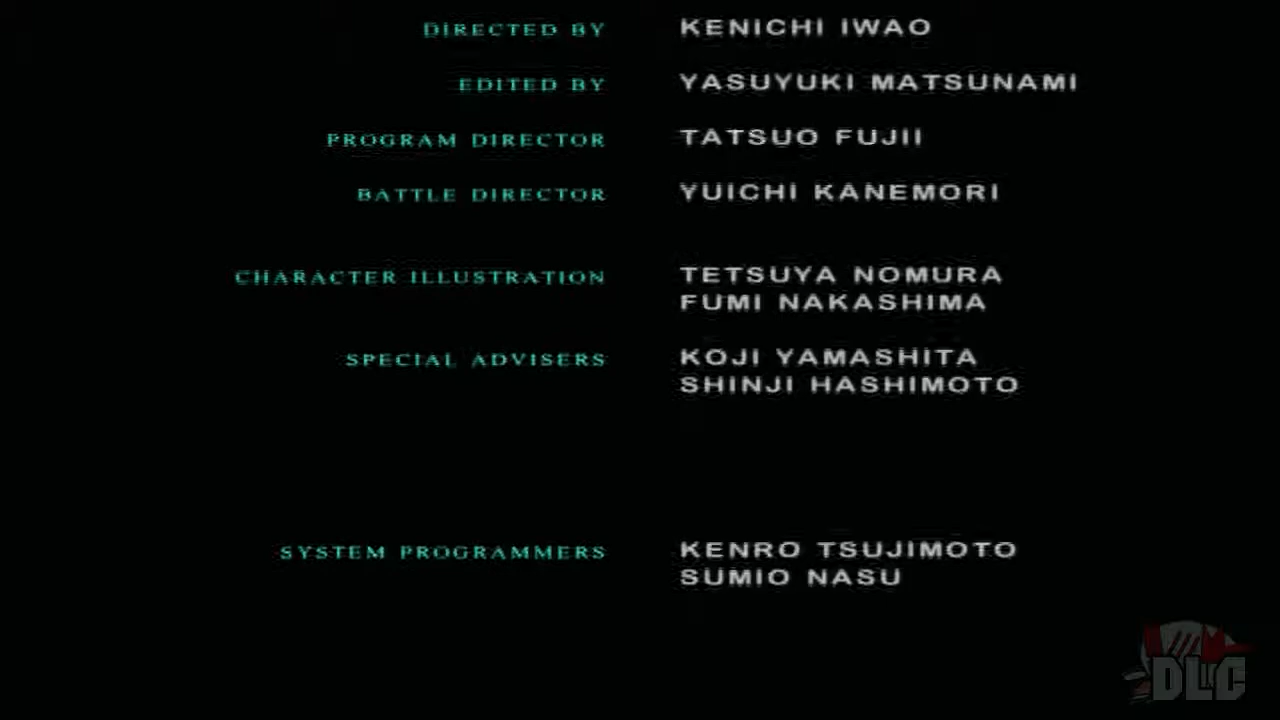 DIRECTED BY KENICHI IWAO
EDITED BY YASUYUKI MATSUNAMI
PROGRAM DIRECTOR TATSUO FUJII
BATTLE DIRECTOR YUICHI KANEMORI
CHARACTER ILLUSTRATION TETSUYA NOMURA
FUMI NAKASHIMA
SPECIAL ADVISERS KOJI YAMASHITA
SHINJI HASHIMOTO
SYSTEM PROGRAMMERS KENRO TSUJIMOTO
SUMIO NASU
DLC